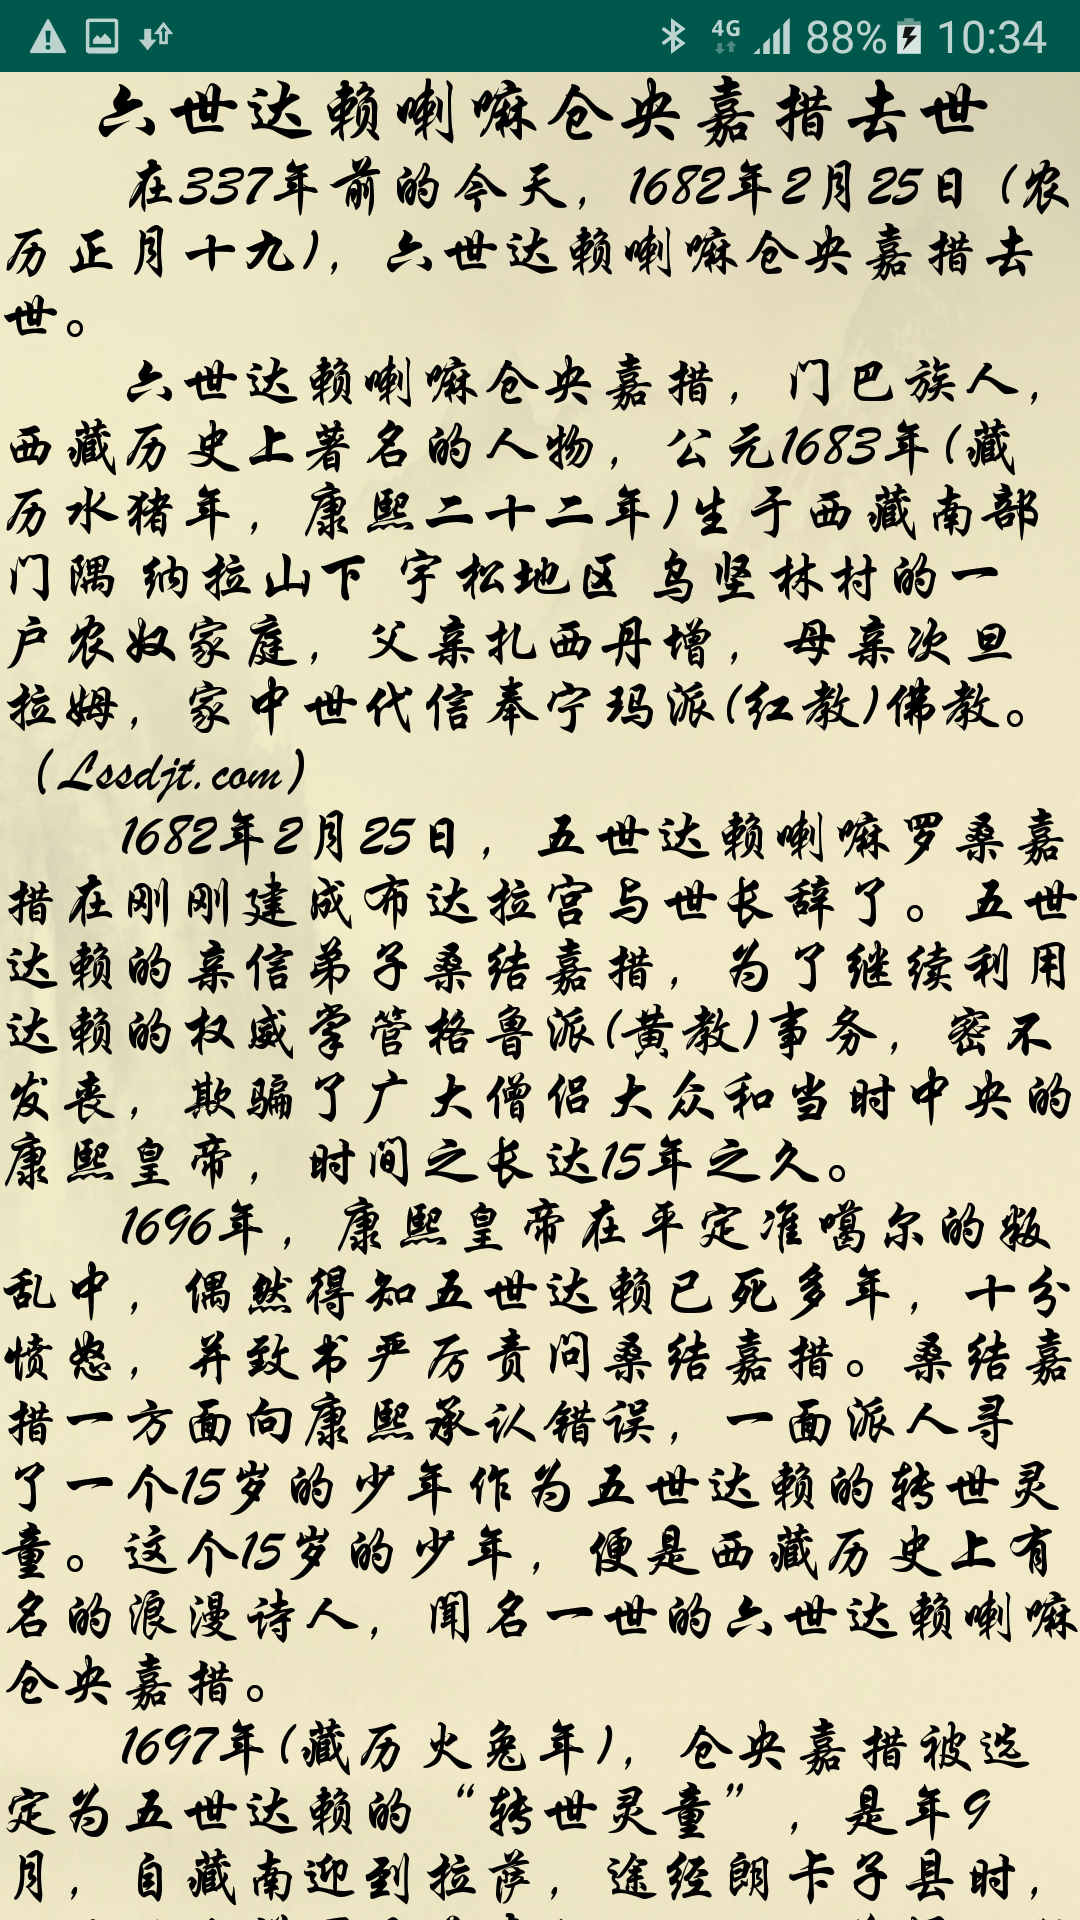 4G 88% 10:34
六世达赖喇嘛仓央嘉措去世
在337年前的今天，1682年2月25日（农
历正月十九），六世达赖喇嘛仓央嘉措去
世。
六世达赖喇嘛仓央嘉措，门巴族人，
西藏历史上著名的人物，公元1683年(藏
历水猪年，康熙二十二年)生于西藏南部
门隅 纳拉山下 宇松地区 乌坚林村的一
户农奴家庭，父亲扎西丹增，母亲次旦
拉姆，家中世代信奉宁玛派(红教)佛教。
（Lssdjt.com）
1682年2月25日，五世达赖喇嘛罗桑嘉
措在刚刚建成布达拉宫与世长辞了。五世
达赖的亲信弟子桑结嘉措，为了继续利用
达赖的权威掌管格鲁派(黄教)事务，密不
发丧，欺骗了广大僧侣大众和当时中央的
康熙皇帝，时间之长达15年之久。
1696年，康熙皇帝在平定准噶尔的叛
乱中，偶然得知五世达赖已死多年，十分
愤怒，并致书严厉责问桑结嘉措。桑结嘉
措一方面向康熙承认错误，一面派人寻
了一个15岁的少年作为五世达赖的转世灵
童。这个15岁的少年，便是西藏历史上有
名的浪漫诗人，闻名一世的六世达赖喇嘛
仓央嘉措。
1697年(藏历火兔年)，仓央嘉措被选
定为五世达赖的“转世灵童”，是年9
月，自藏南迎到拉萨，途经朗卡子县时，